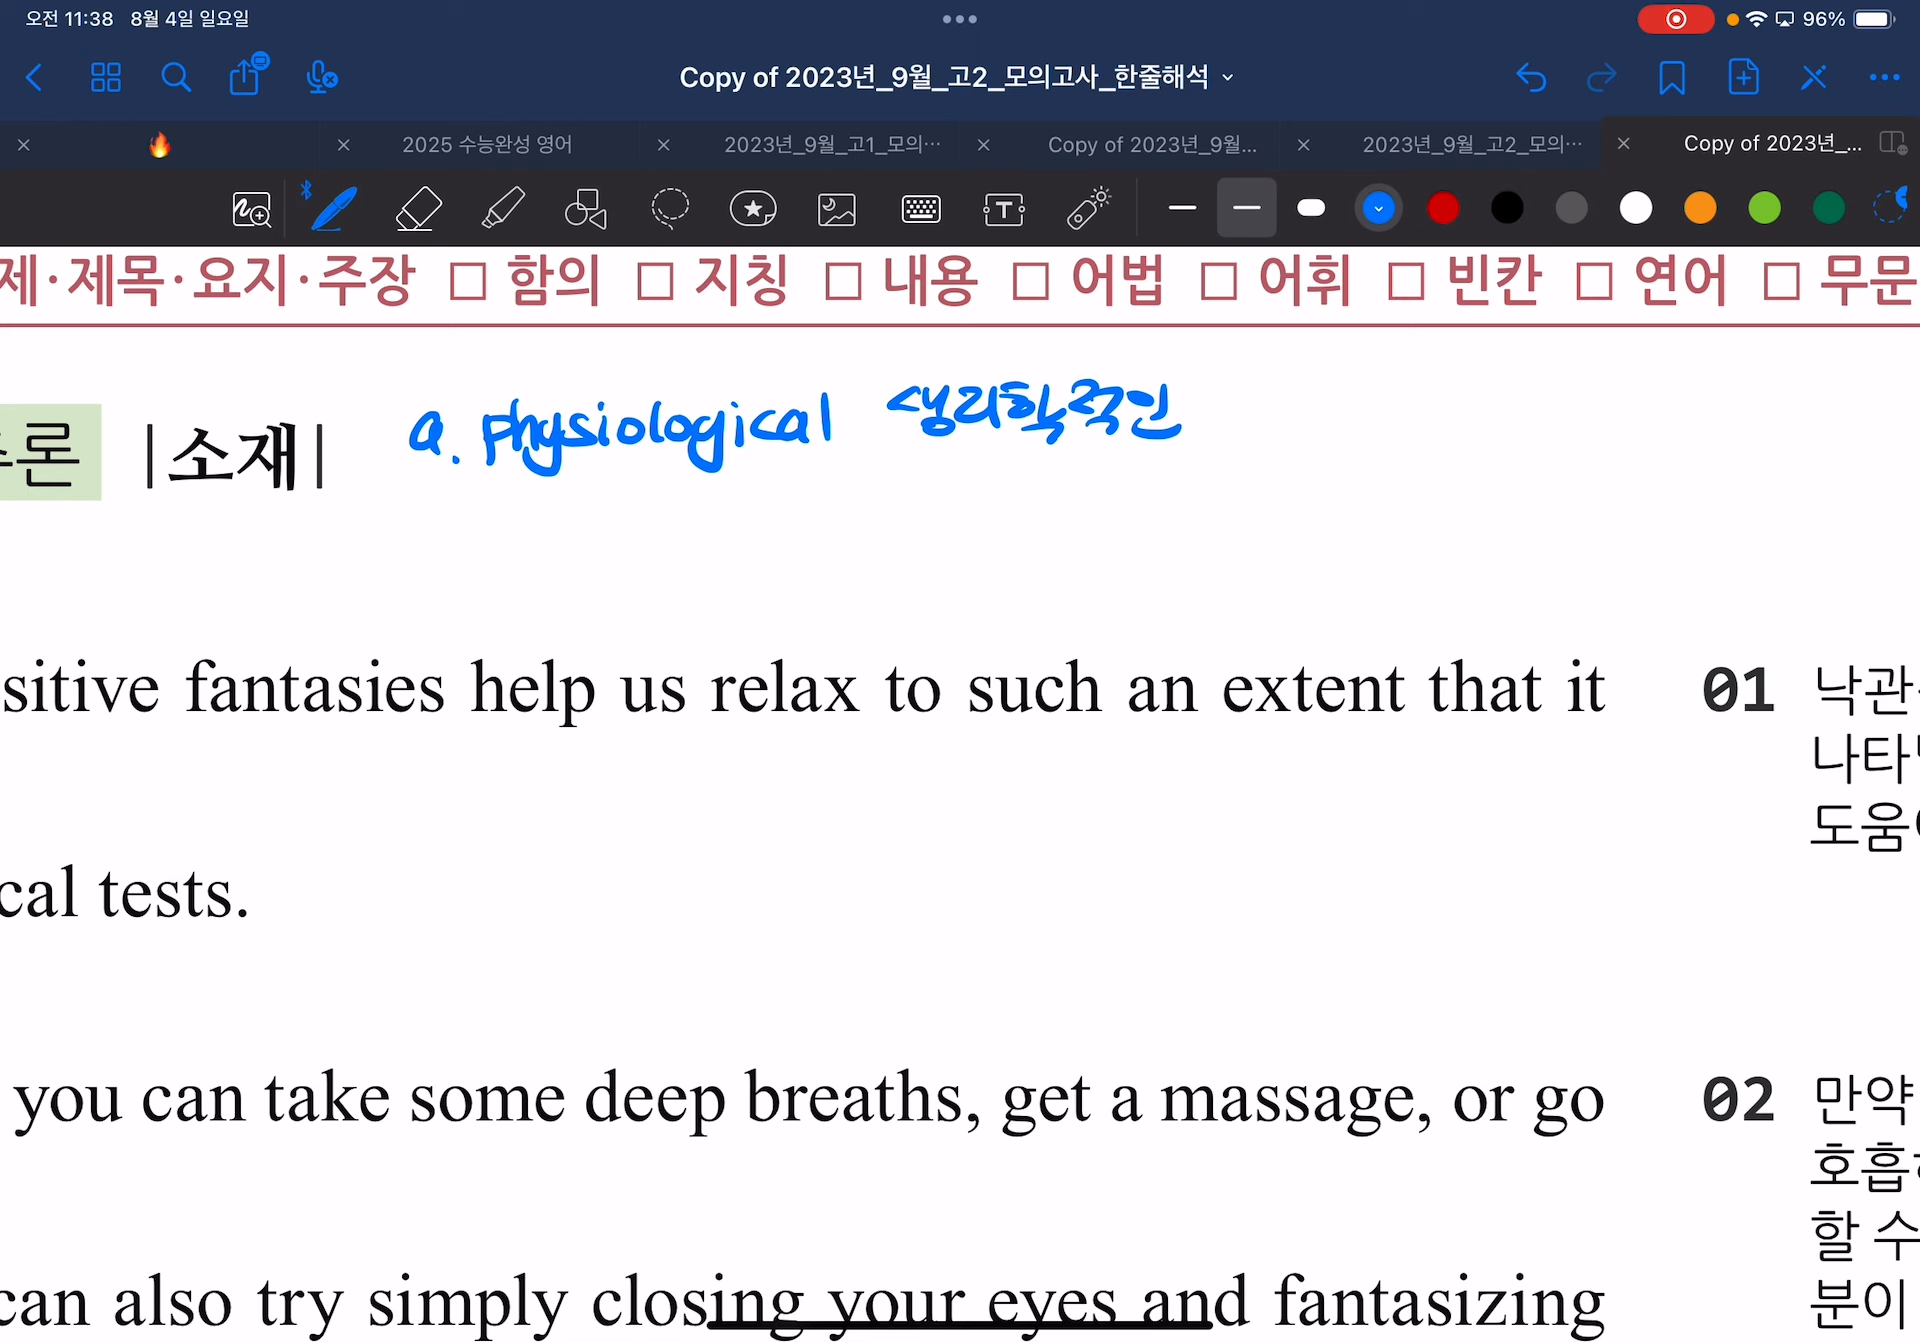 오전 11:38 8월 4일 일요일
96%
Copy of 2023년_9월_고2_모의고사_한줄해석
2025 수능완성 영어
2023년_9월_고1_모의…
Copy of 2023년_9월...
2023년_9월_고2_모의…
Copy of 2023년_...
제·제목·요지·주장 □ 함의 □ 지칭 □ 내용 □ 어법 □ 어휘 □ 빈칸 □ 연어 □ 무문
론 |소재| a. physiological 생리학적인
sitive fantasies help us relax to such an extent that it
01 낙관
나타
도움
cal tests.
you can take some deep breaths, get a massage, or go
02 만약
호흡
할 수
분이
can also try simply closing your eyes and fantasizing